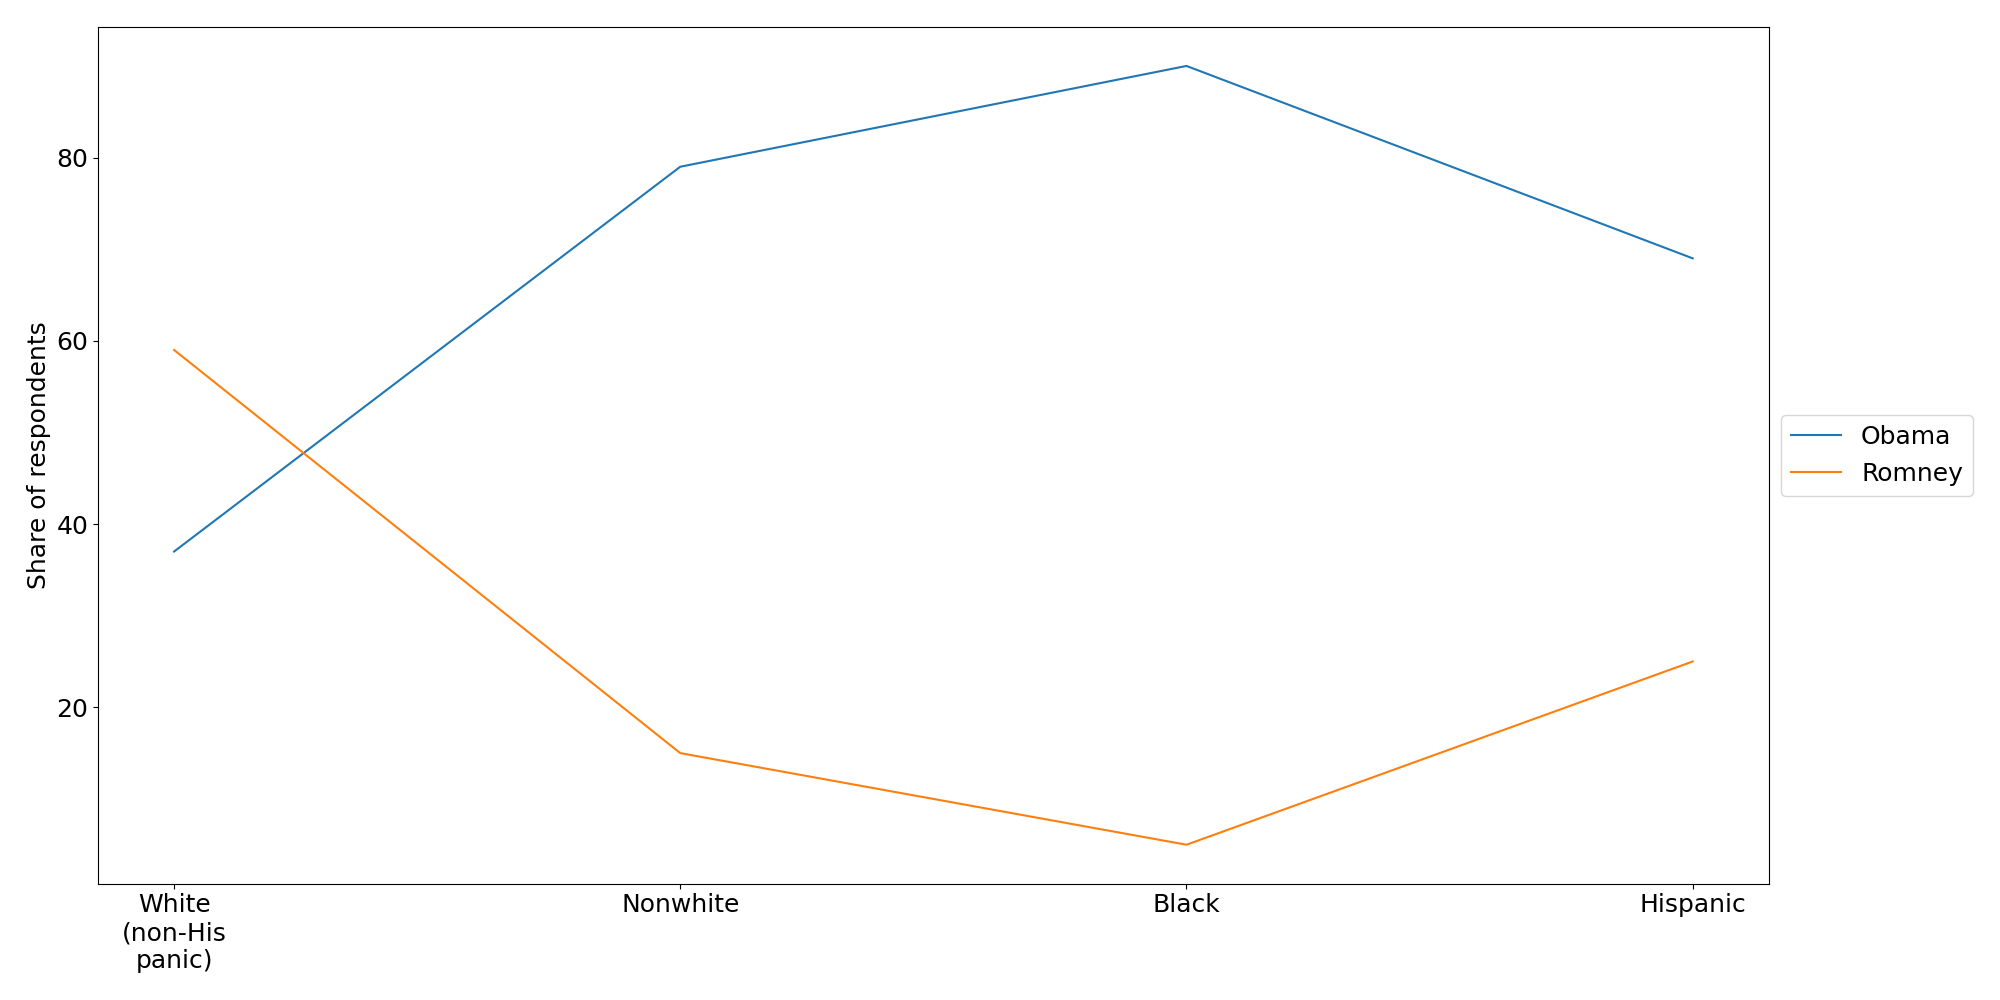 Share of respondents
80
60
40
20
White
(non-His
panic)
Nonwhite
Black
Hispanic
Obama
Romney